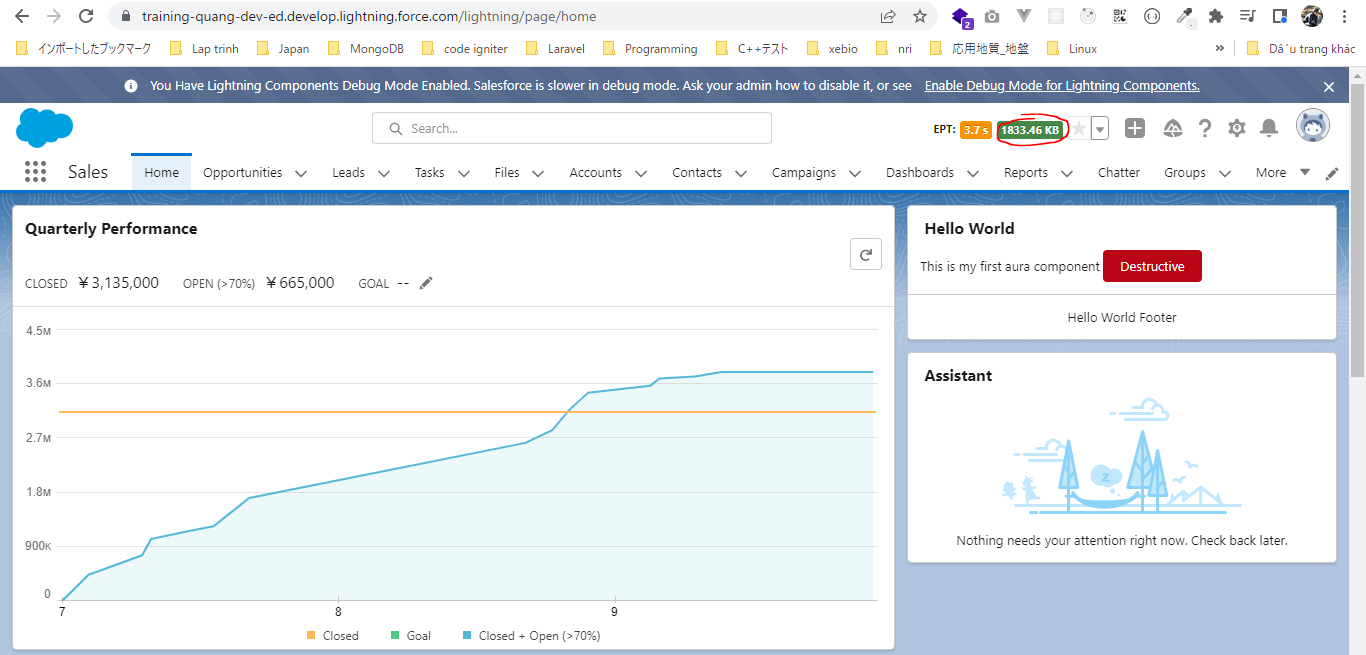 training-quang-dev-ed.develop.lightning.force.com/lightning/page/home
2
インポートしたブックマーク Lap trinh Japan MongoDB code igniter Laravel Programming C++テスト xebio nri 応用地質_地盤 Linux » Dấu trang khác
You Have Lightning Components Debug Mode Enabled. Salesforce is slower in debug mode. Ask your admin how to disable it, or see Enable Debug Mode for Lightning Components.
Search... EPT: 3.7 s 1833.46 KB
Sales Home Opportunities Leads Tasks Files Accounts Contacts Campaigns Dashboards Reports Chatter Groups More
Quarterly Performance
CLOSED ¥ 3,135,000 OPEN (>70%) ¥ 665,000 GOAL --
4.5M
3.6M
2.7M
1.8M
900K
0
7 8 9
Closed Goal Closed + Open (>70%)
Hello World
This is my first aura component Destructive
Hello World Footer
Assistant
z
Nothing needs your attention right now. Check back later.